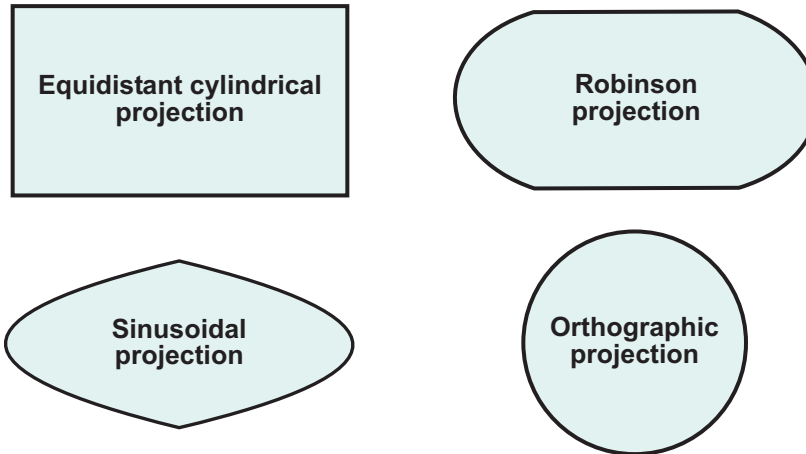 Equidistant cylindrical
projection
Robinson
projection
Sinusoidal
projection
Orthographic
projection